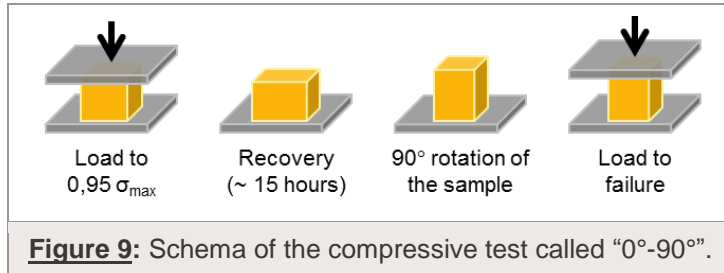 Load to
0,95 σmax
Recovery
(~ 15 hours)
90° rotation of
the sample
Load to
failure
Figure 9: Schema of the compressive test called “0°-90°”.